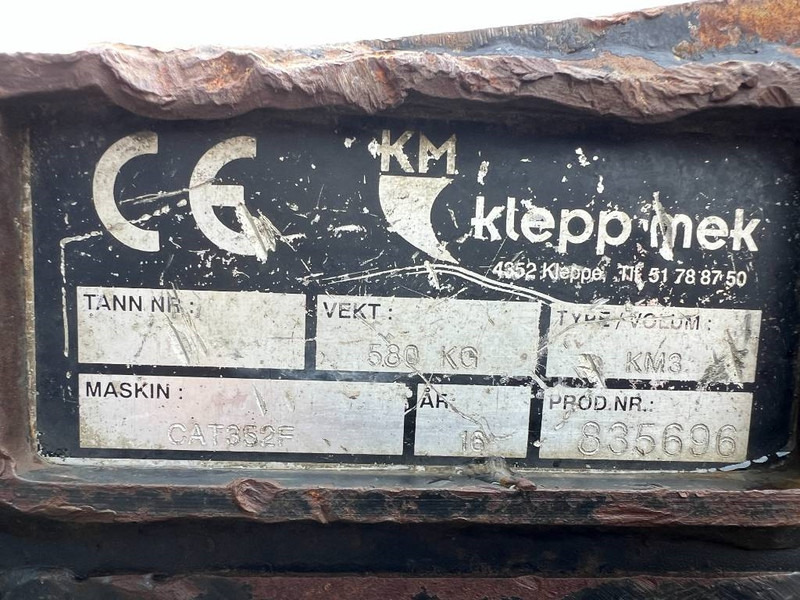 CE
KM
klepp mek
4352 Kleppe. Tlf. 51 78 87 50
TANN NR :
VEKT :
580 KG
TYPE / VOLUM :
KM3
MASKIN :
CAT352F
ÅR
16
PROD.NR.:
835696